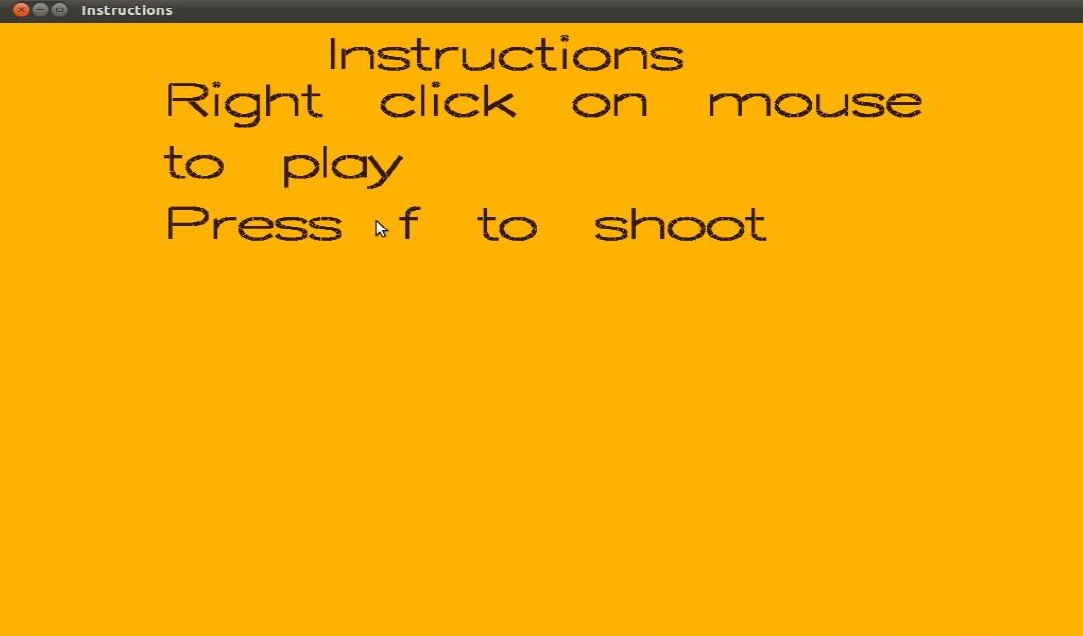 Instructions
Instructions
Right click on mouse
to play
Press f to shoot